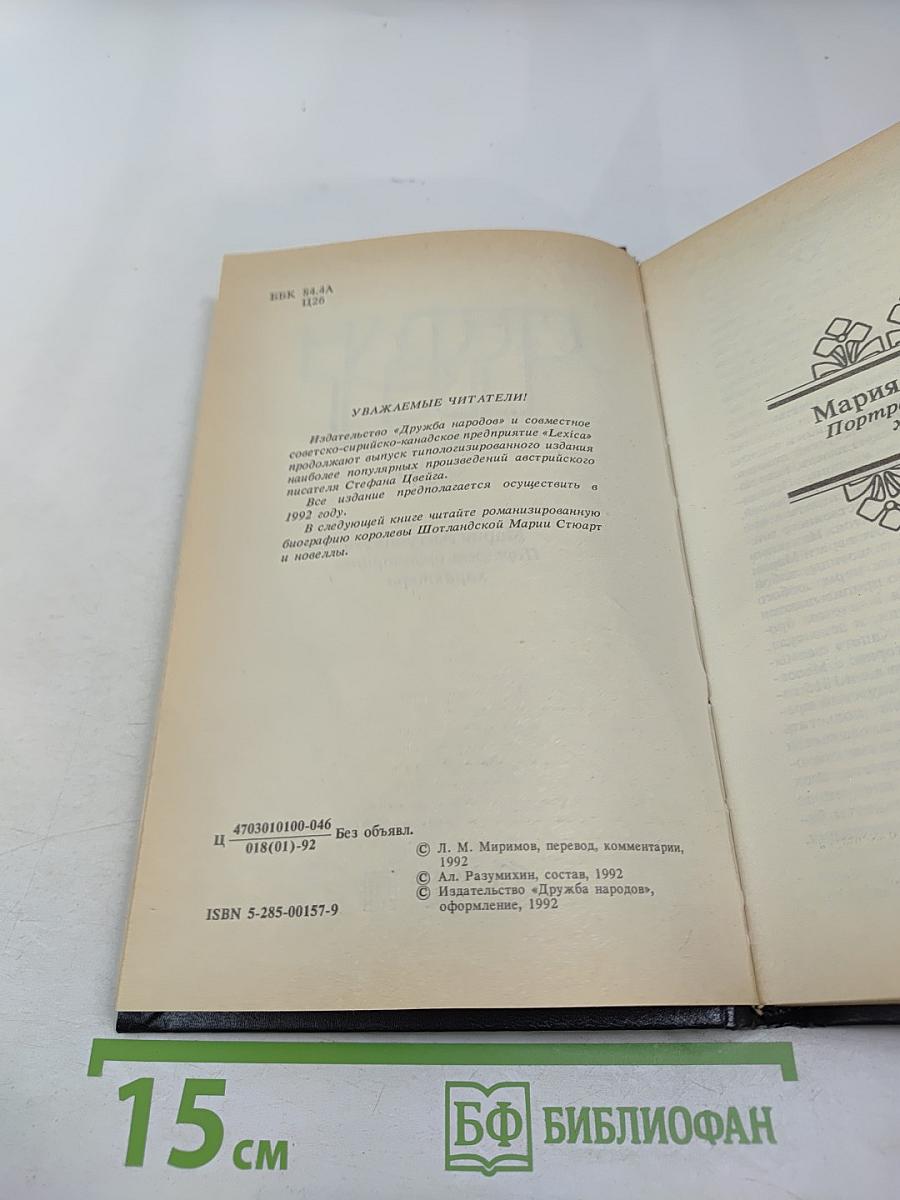 ББК 84.4А
Ц26
УВАЖАЕМЫЕ ЧИТАТЕЛИ!
Издательство «Дружба народов» и совместное
советско-сирийско-канадское предприятие «Lexica»
продолжают выпуск типологизированного издания
наиболее популярных произведений австрийского
писателя Стефана Цвейга.
Все издание предполагается осуществить в
1992 году.
В следующей книге читайте романизированную
биографию королевы Шотландской Марии Стюарт
и новеллы.
Ц 4703010100-046 Без объявл.
018(01)-92
© Л. М. Миримов, перевод, комментарии,
1992
© Ал. Разумихин, состав, 1992
© Издательство «Дружба народов»,
оформление, 1992
ISBN 5-285-00157-9
Мария
Портре
х
15 см
БФ БИБЛИОФАН